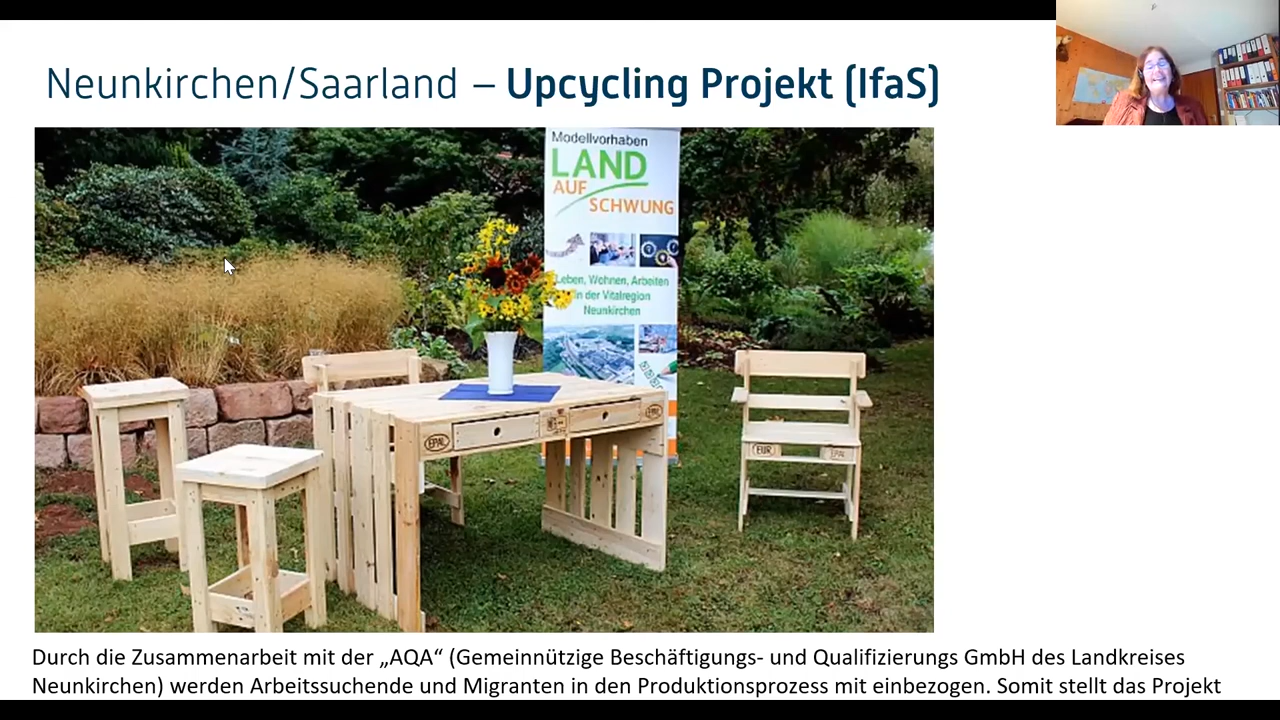 Neunkirchen/Saarland – Upcycling Projekt (IfaS)
Modellvorhaben
LAND
AUF
SCHWUNG
Leben, Wohnen, Arbeiten
in der Vitalregion
Neunkirchen
EPAL
EUR
EPAL
Durch die Zusammenarbeit mit der „AQA“ (Gemeinnützige Beschäftigungs- und Qualifizierungs GmbH des Landkreises
Neunkirchen) werden Arbeitssuchende und Migranten in den Produktionsprozess mit einbezogen. Somit stellt das Projekt